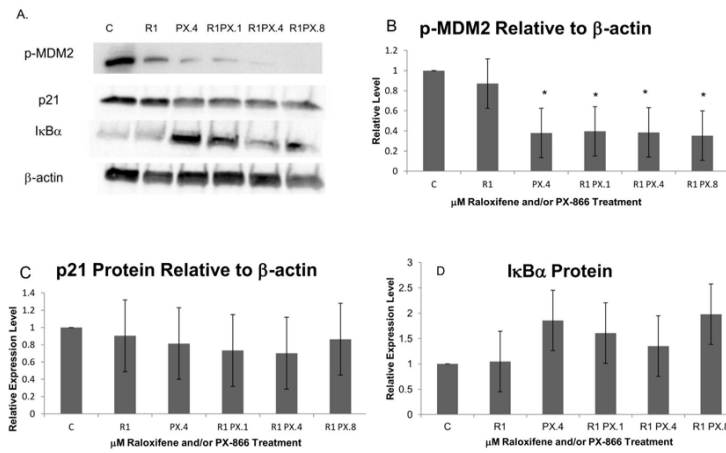 A.
C R1 PX.4 R1PX.1 R1PX.4 R1PX.8
p-MDM2
p21
IκBα
β-actin
B
p-MDM2 Relative to β-actin
Relative Level
1.2
1
0.8
0.6
0.4
0.2
0
* * * *
C R1 PX.4 R1 PX.1 R1 PX.4 R1 PX.8
μM Raloxifene and/or PX-866 Treatment
C
p21 Protein Relative to β-actin
Relative Expression Level
1.4
1.2
1
0.8
0.6
0.4
0.2
0
C R1 PX.4 R1 PX.1 R1 PX.4 R1 PX.8
μM Raloxifene and/or PX-866 Treatment
D
IκBα Protein
Relative Expression Level
3
2.5
2
1.5
1
0.5
0
C R1 PX.4 R1 PX.1 R1 PX.4 R1 PX.8
μM Raloxifene and/or PX-866 Treatment